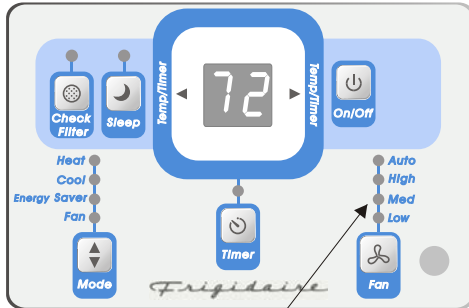 72
Temp/Timer
Temp/Timer
Check
Filter
Sleep
On/Off
Heat
Cool
Energy Saver
Fan
Auto
High
Med
Low
Timer
Mode
Frigidaire
Fan